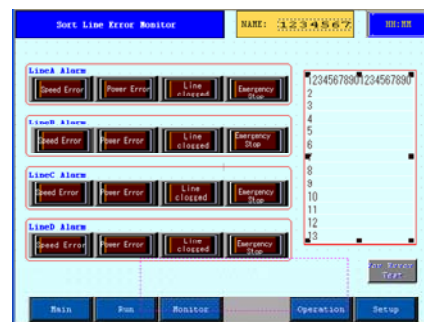 Sort Line Error Monitor
NAME: 1234567
HH:MM
LineA Alarm
Speed Error
Power Error
Line
clogged
Emergency
Stop
12345678901234567890
2
3
4
5
6
7
8
9
10
11
12
13
LineB Alarm
Speed Error
Power Error
Line
clogged
Emergency
Stop
LineC Alarm
Speed Error
Power Error
Line
clogged
Emergency
Stop
LineD Alarm
Speed Error
Power Error
Line
clogged
Emergency
Stop
Error
Test
Main
Run
Monitor
Operation
Setup